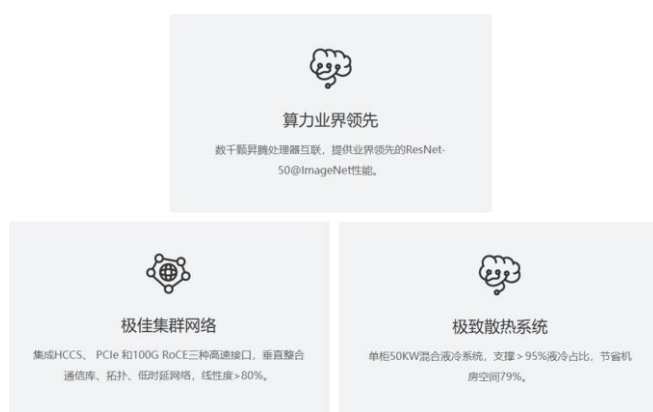 算力业界领先
数千颗昇腾处理器互联，提供业界领先的ResNet-
50@ImageNet性能。
极佳集群网络
集成HCCS、 PCIe 和100G RoCE三种高速接口，垂直整合
通信库、拓扑、低时延网络，线性度>80%。
极致散热系统
单柜50KW混合液冷系统，支撑>95%液冷占比，节省机
房空间79%。